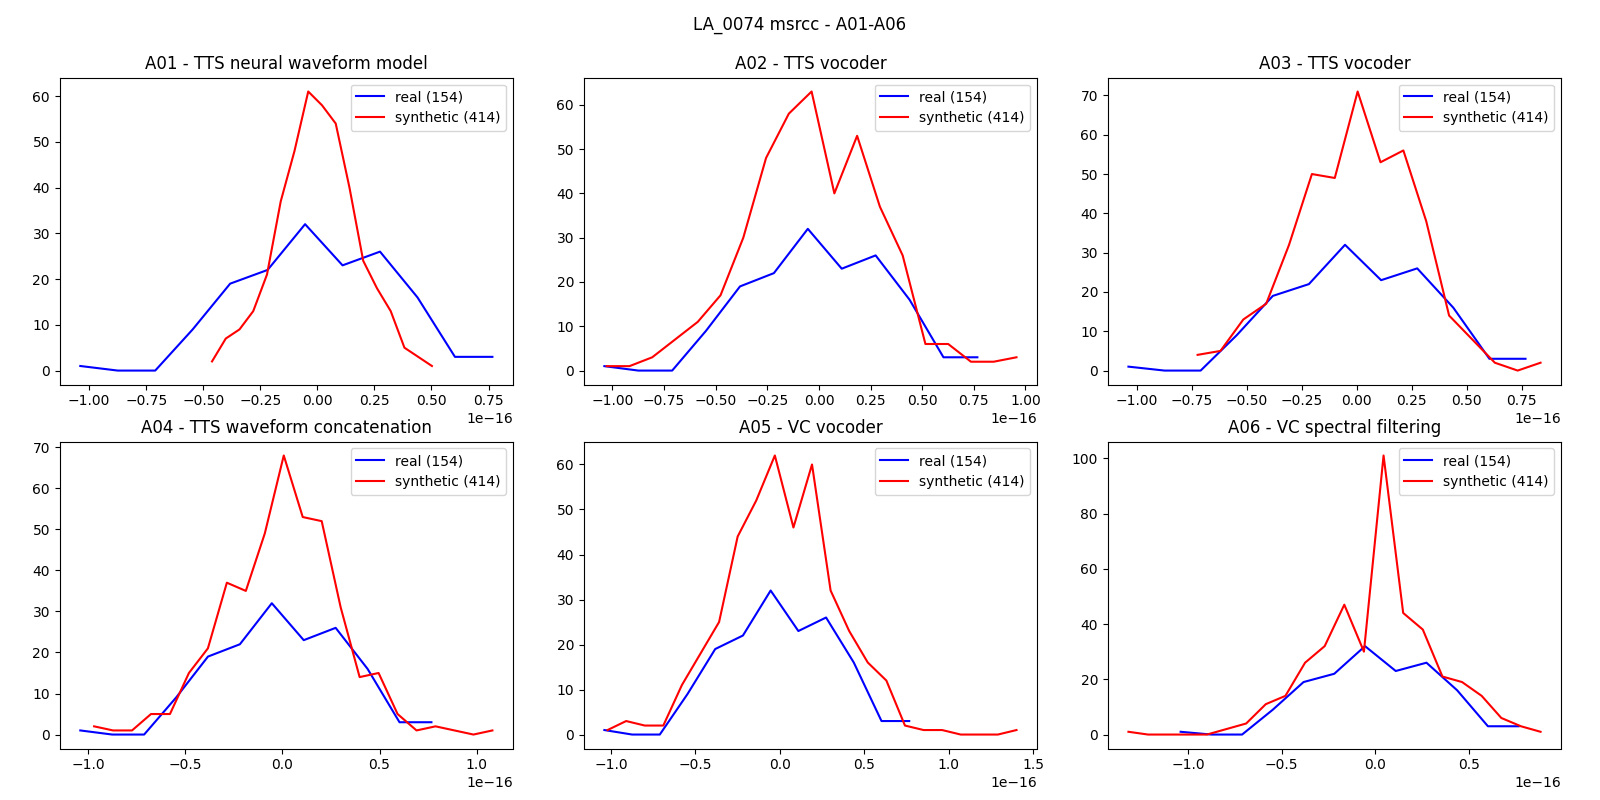 LA_0074 msrcc - A01-A06
A01 - TTS neural waveform model
60
50
40
30
20
10
0
real (154)
synthetic (414)
−1.00 −0.75 −0.50 −0.25 0.00 0.25 0.50 0.75
1e−16
A02 - TTS vocoder
60
50
40
30
20
10
0
real (154)
synthetic (414)
−1.00 −0.75 −0.50 −0.25 0.00 0.25 0.50 0.75 1.00
1e−16
A03 - TTS vocoder
70
60
50
40
30
20
10
0
real (154)
synthetic (414)
−1.00 −0.75 −0.50 −0.25 0.00 0.25 0.50 0.75
1e−16
A04 - TTS waveform concatenation
70
60
50
40
30
20
10
0
real (154)
synthetic (414)
−1.0 −0.5 0.0 0.5 1.0
1e−16
A05 - VC vocoder
60
50
40
30
20
10
0
real (154)
synthetic (414)
−1.0 −0.5 0.0 0.5 1.0 1.5
1e−16
A06 - VC spectral filtering
100
80
60
40
20
0
real (154)
synthetic (414)
−1.0 −0.5 0.0 0.5
1e−16